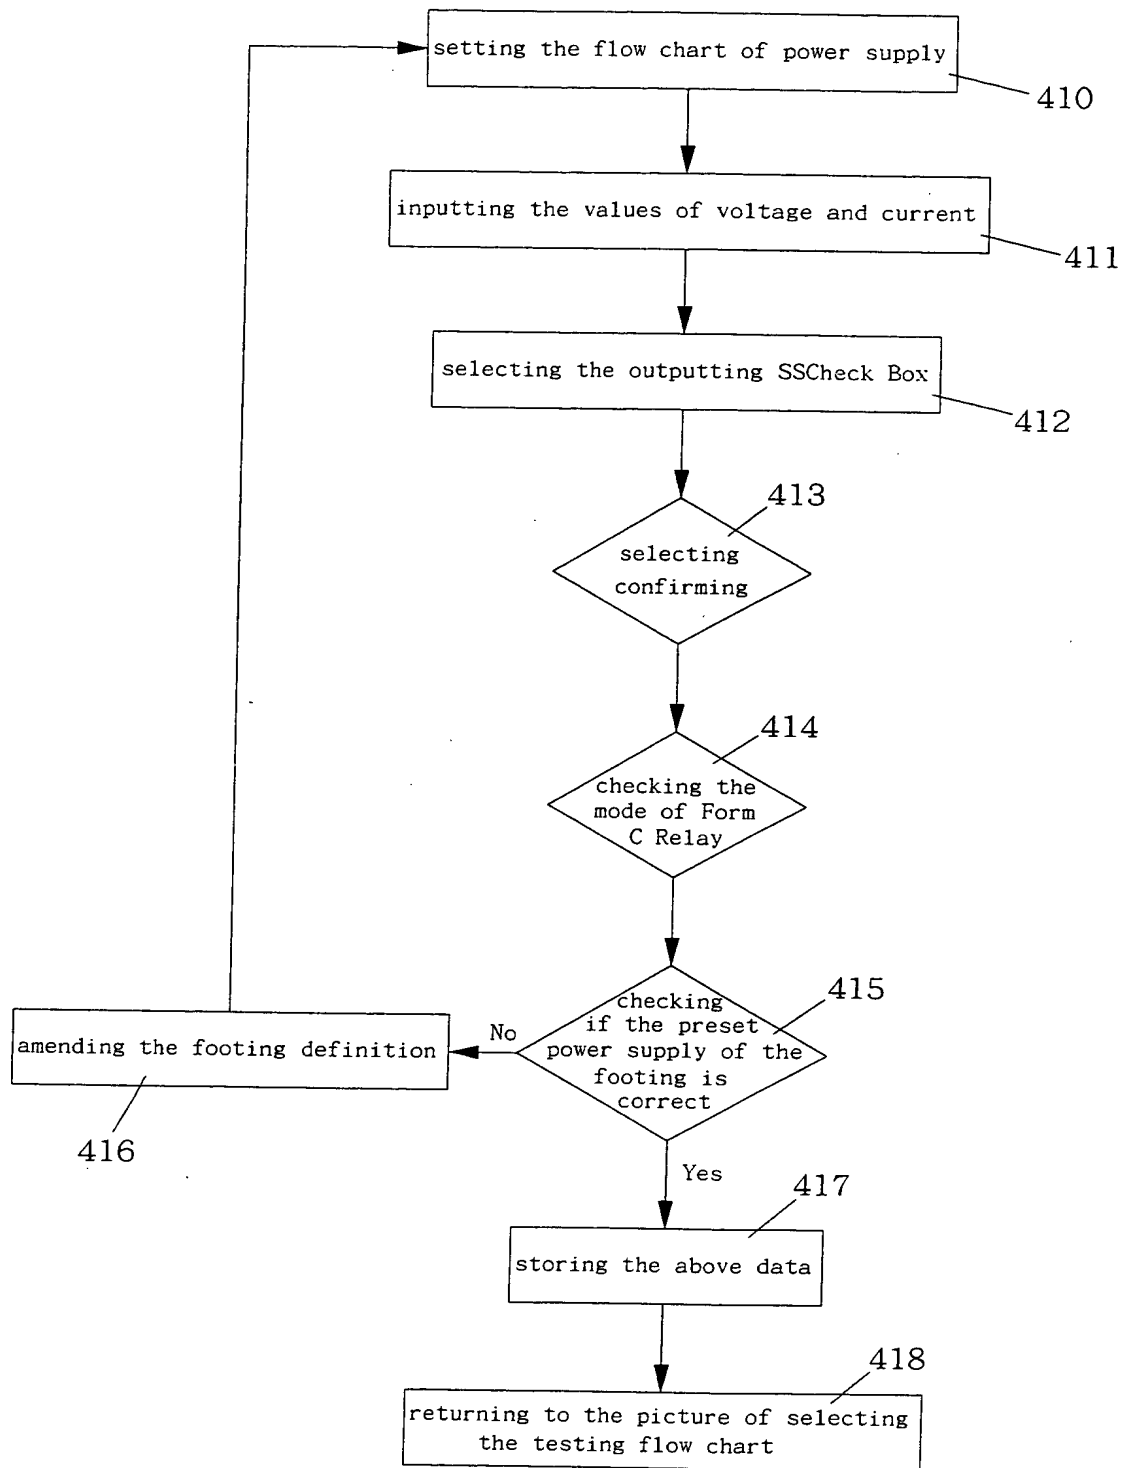 setting the flow chart of power supply
410
inputting the values of voltage and current
411
selecting the outputting SSCheck Box
412
413
selecting
confirming
414
checking the
mode of Form
C Relay
415
checking
if the preset
power supply of the
footing is
correct
No
amending the footing definition
416
Yes
417
storing the above data
418
returning to the picture of selecting
the testing flow chart